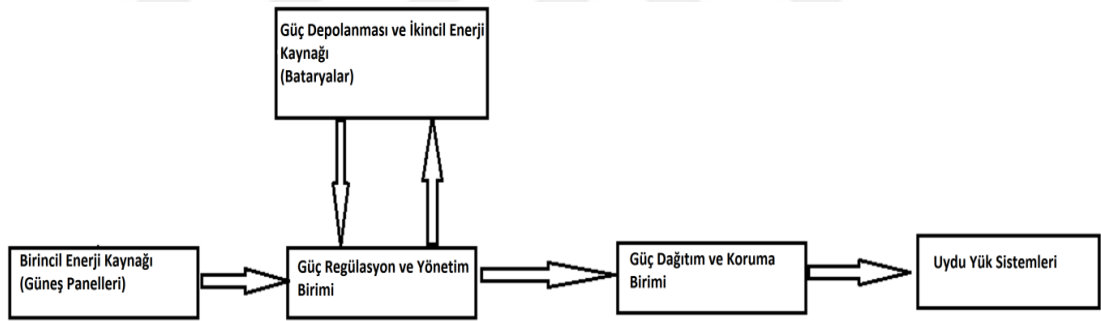 Güç Depolanması ve İkincil Enerji
Kaynağı
(Bataryalar)
Birincil Enerji Kaynağı
(Güneş Panelleri)
Güç Regülasyon ve Yönetim
Birimi
Güç Dağıtım ve Koruma
Birimi
Uydu Yük Sistemleri